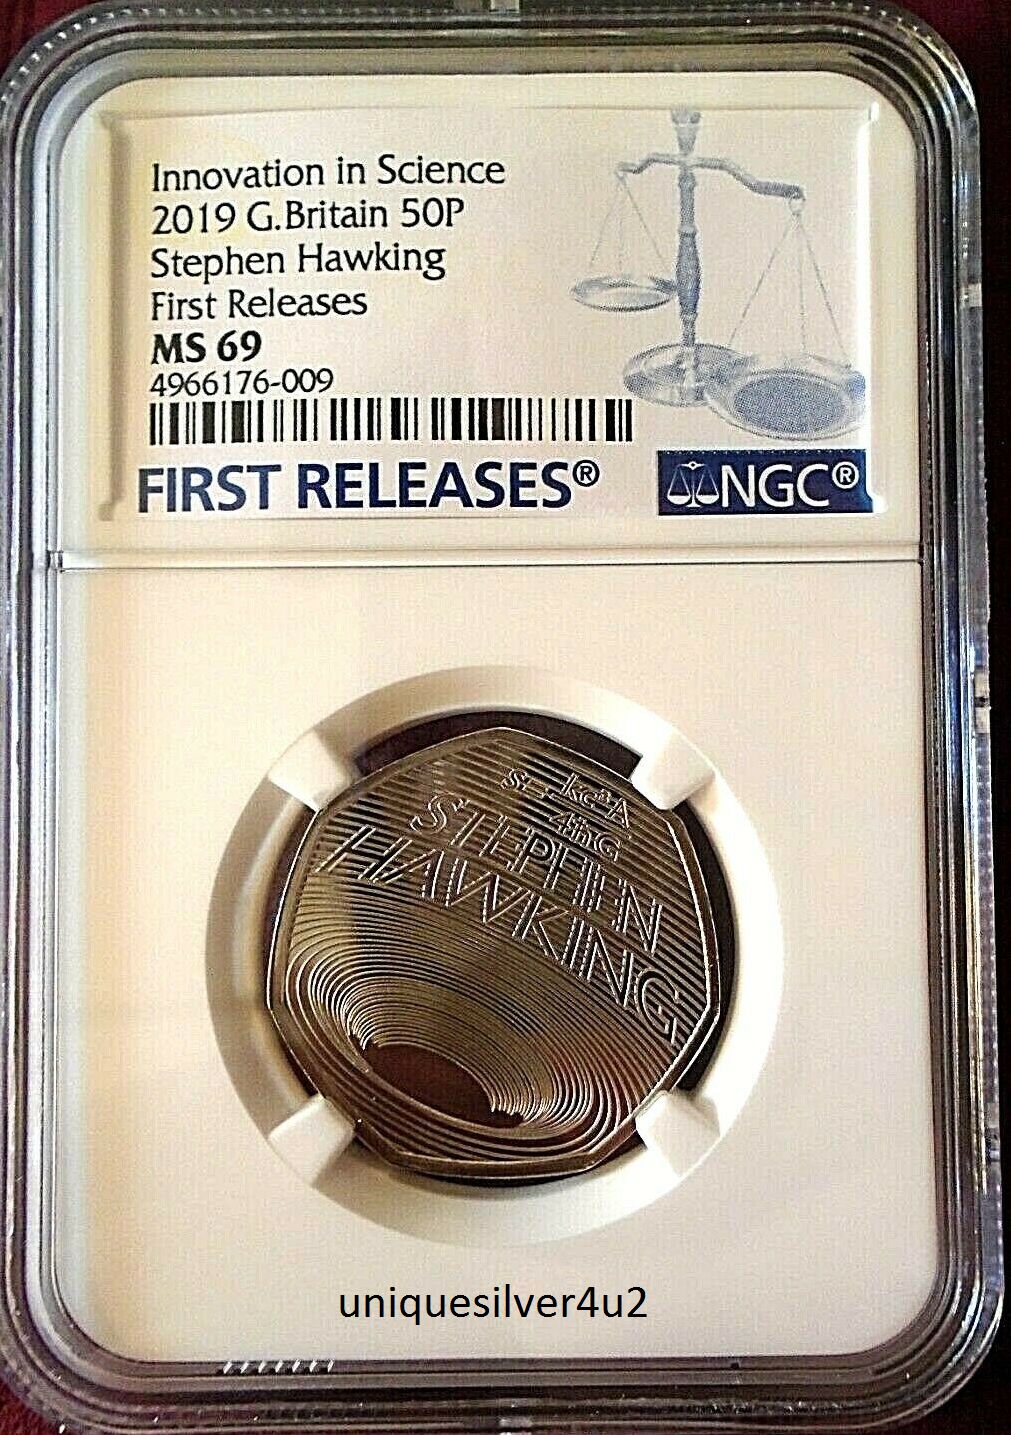 Innovation in Science
2019 G.Britain 50P
Stephen Hawking
First Releases
MS 69
4966176-009
FIRST RELEASES®
NGC®
STEPHEN
HAWKING
uniquesilver4u2